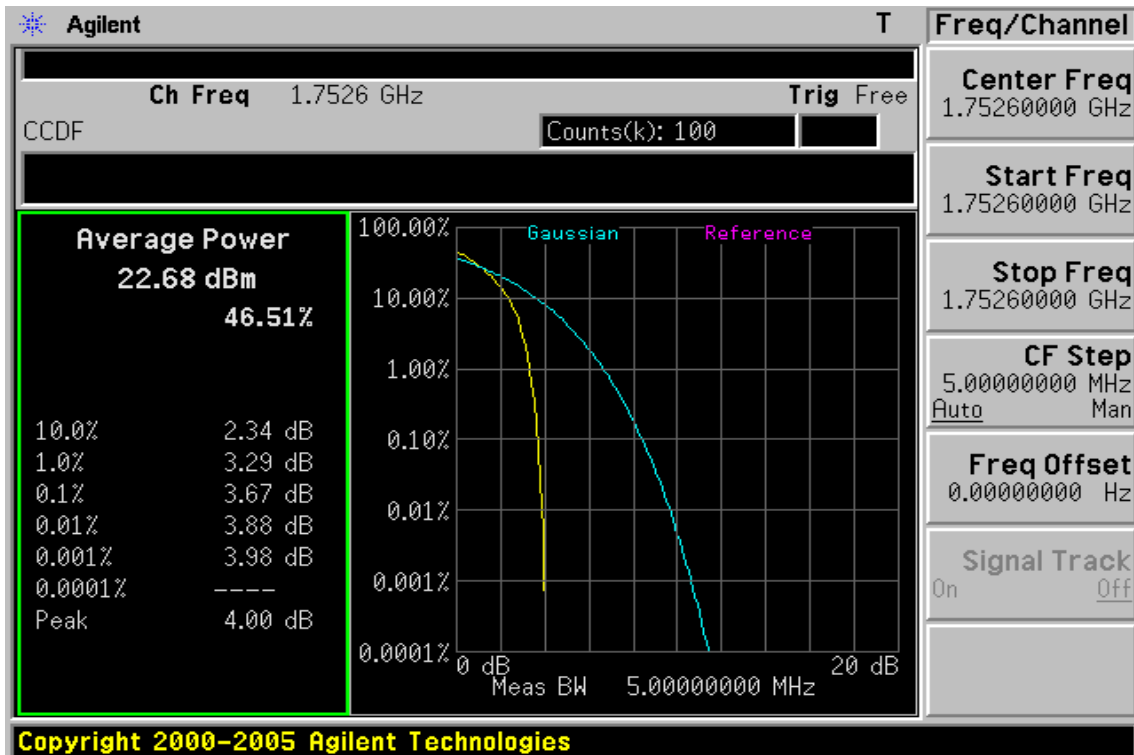 Agilent T
Ch Freq 1.7526 GHz Trig Free
CCDF Counts(k): 100
Average Power
22.68 dBm
46.51%
10.0% 2.34 dB
1.0% 3.29 dB
0.1% 3.67 dB
0.01% 3.88 dB
0.001% 3.98 dB
0.0001% ----
Peak 4.00 dB
Gaussian Reference
100.00%
10.00%
1.00%
0.10%
0.01%
0.001%
0.0001%
0 dB 20 dB
Meas BW 5.00000000 MHz
Freq/Channel
Center Freq
1.75260000 GHz
Start Freq
1.75260000 GHz
Stop Freq
1.75260000 GHz
CF Step
5.00000000 MHz
Auto Man
Freq Offset
0.00000000 Hz
Signal Track
On Off
Copyright 2000-2005 Agilent Technologies